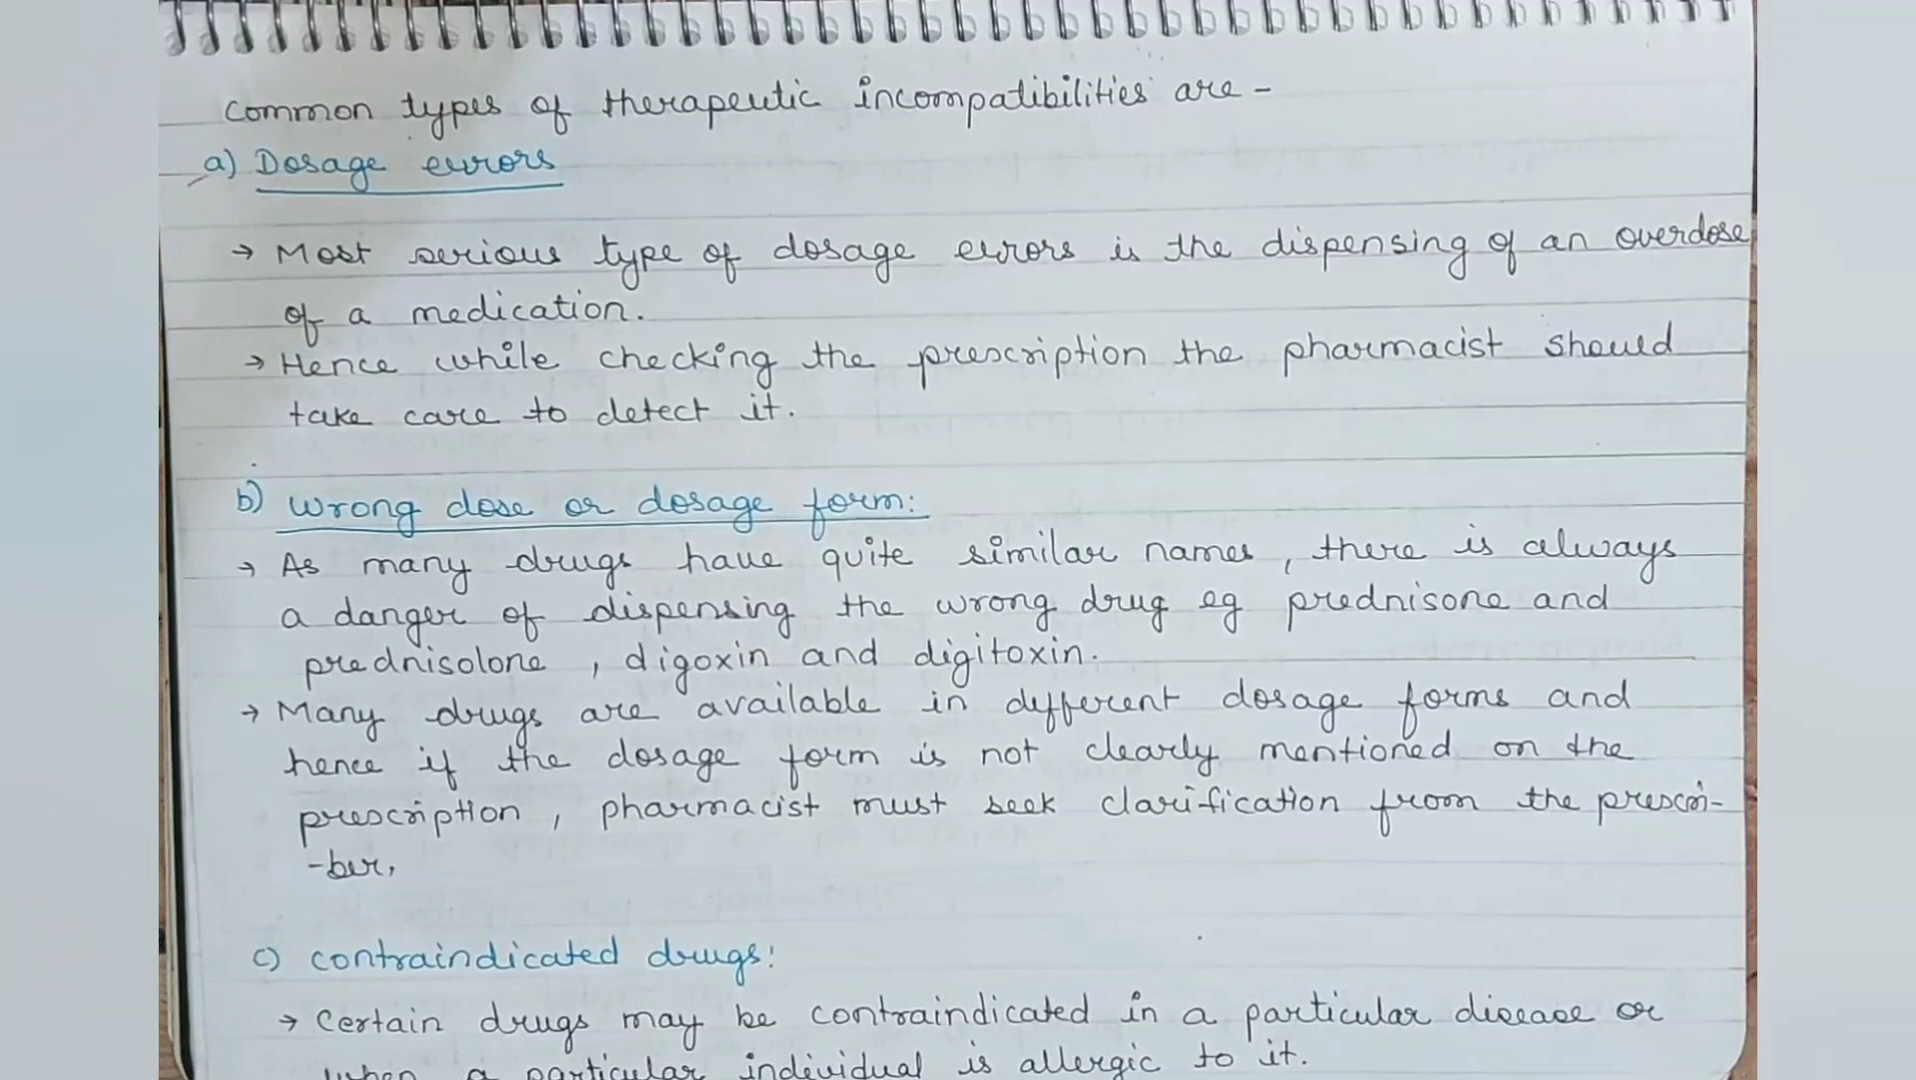 Common types of therapeutic incompatibilities are -
a) Dosage errors
→ Most serious type of dosage errors is the dispensing of an overdose
of a medication.
→ Hence while checking the prescription the pharmacist should
take care to detect it.
b) Wrong dose or dosage form:
→ As many drugs have quite similar names, there is always
a danger of dispensing the wrong drug eg prednisone and
prednisolone, digoxin and digitoxin.
→ Many drugs are available in different dosage forms and
hence if the dosage form is not clearly mentioned on the
prescription, pharmacist must seek clarification from the prescri-
-ber,
c) contraindicated drugs:
→ Certain drugs may be contraindicated in a particular disease or
when a particular individual is allergic to it.